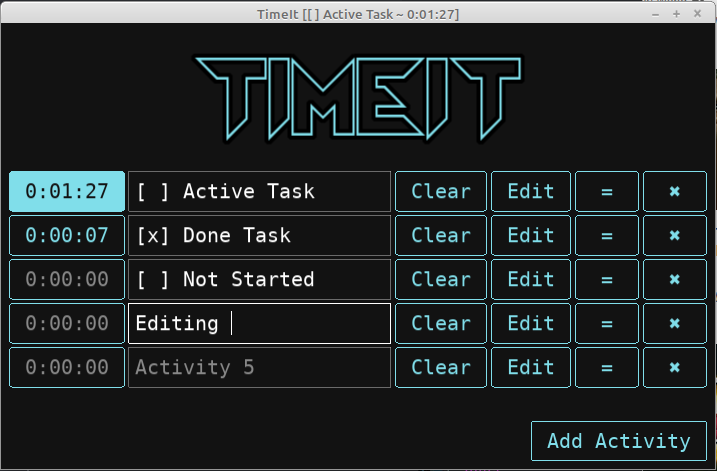 TimeIt [[ ] Active Task ~ 0:01:27]
TIMEIT
0:01:27 [ ] Active Task Clear Edit = ✖
0:00:07 [x] Done Task Clear Edit = ✖
0:00:00 [ ] Not Started Clear Edit = ✖
0:00:00 Editing Clear Edit = ✖
0:00:00 Activity 5 Clear Edit = ✖
Add Activity